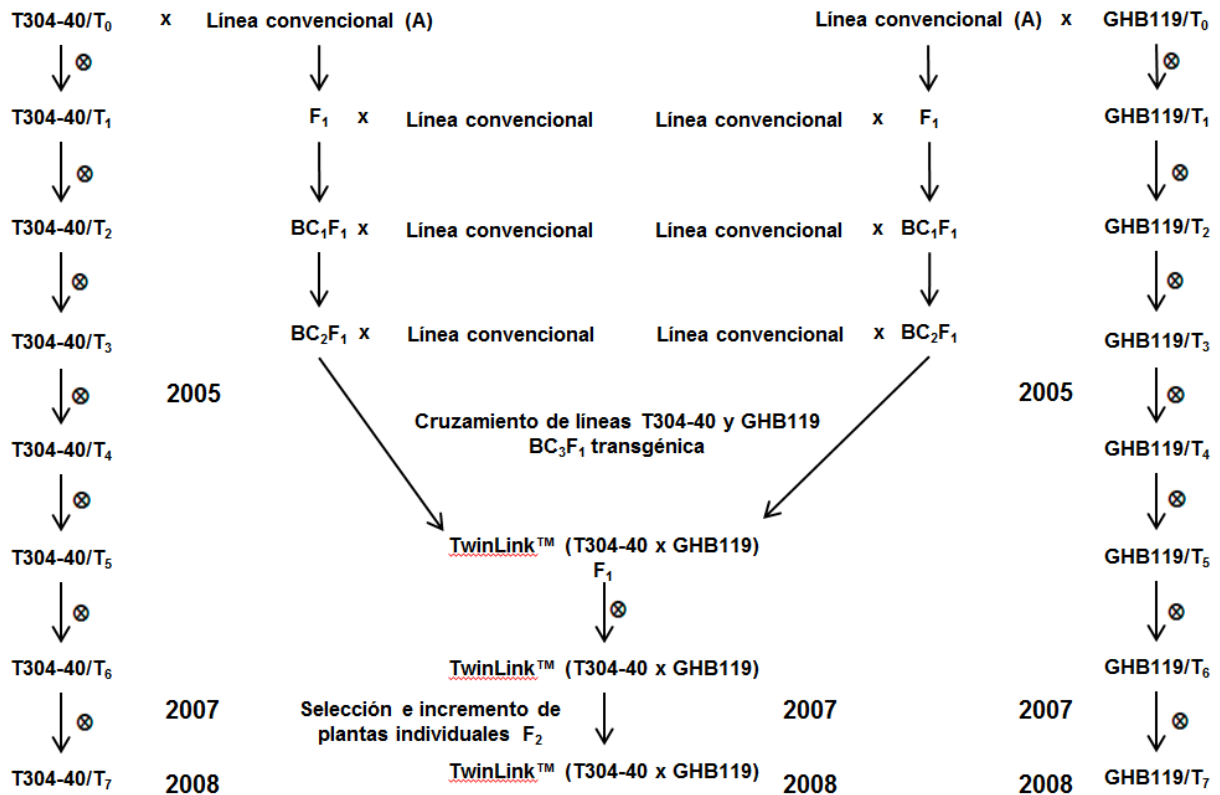 T304-40/T₀ x Línea convencional (A) Línea convencional (A) x GHB119/T₀
⊗ ⊗
T304-40/T₁ F₁ x Línea convencional Línea convencional x F₁ GHB119/T₁
⊗ ⊗
T304-40/T₂ BC₁F₁ x Línea convencional Línea convencional x BC₁F₁ GHB119/T₂
⊗ ⊗
T304-40/T₃ BC₂F₁ x Línea convencional Línea convencional x BC₂F₁ GHB119/T₃
⊗ 2005 2005 ⊗
Cruzamiento de líneas T304-40 y GHB119
BC₃F₁ transgénica
T304-40/T₄ GHB119/T₄
⊗ ⊗
TwinLink™ (T304-40 x GHB119)
F₁
T304-40/T₅ GHB119/T₅
⊗ ⊗ ⊗
T304-40/T₆ TwinLink™ (T304-40 x GHB119) GHB119/T₆
⊗ 2007 Selección e incremento de 2007 2007 ⊗
plantas individuales F₂
T304-40/T₇ 2008 TwinLink™ (T304-40 x GHB119) 2008 2008 GHB119/T₇